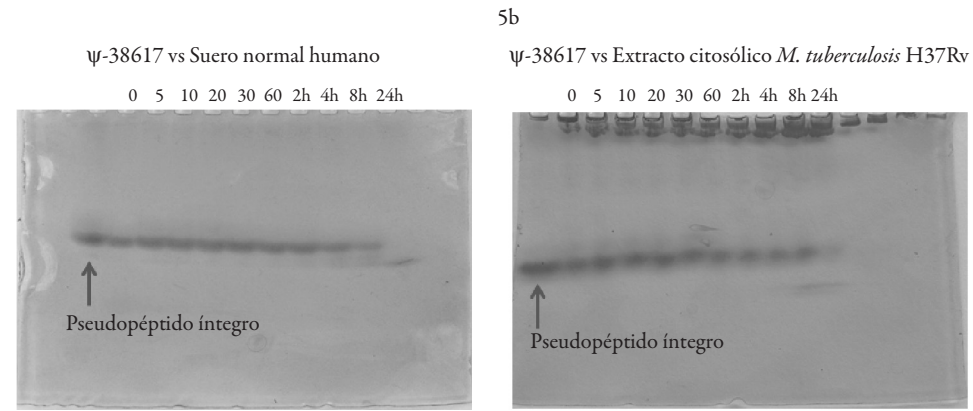 5b
ψ-38617 vs Suero normal humano
0 5 10 20 30 60 2h 4h 8h 24h
Pseudopéptido íntegro
ψ-38617 vs Extracto citosólico M. tuberculosis H37Rv
0 5 10 20 30 60 2h 4h 8h 24h
Pseudopéptido íntegro